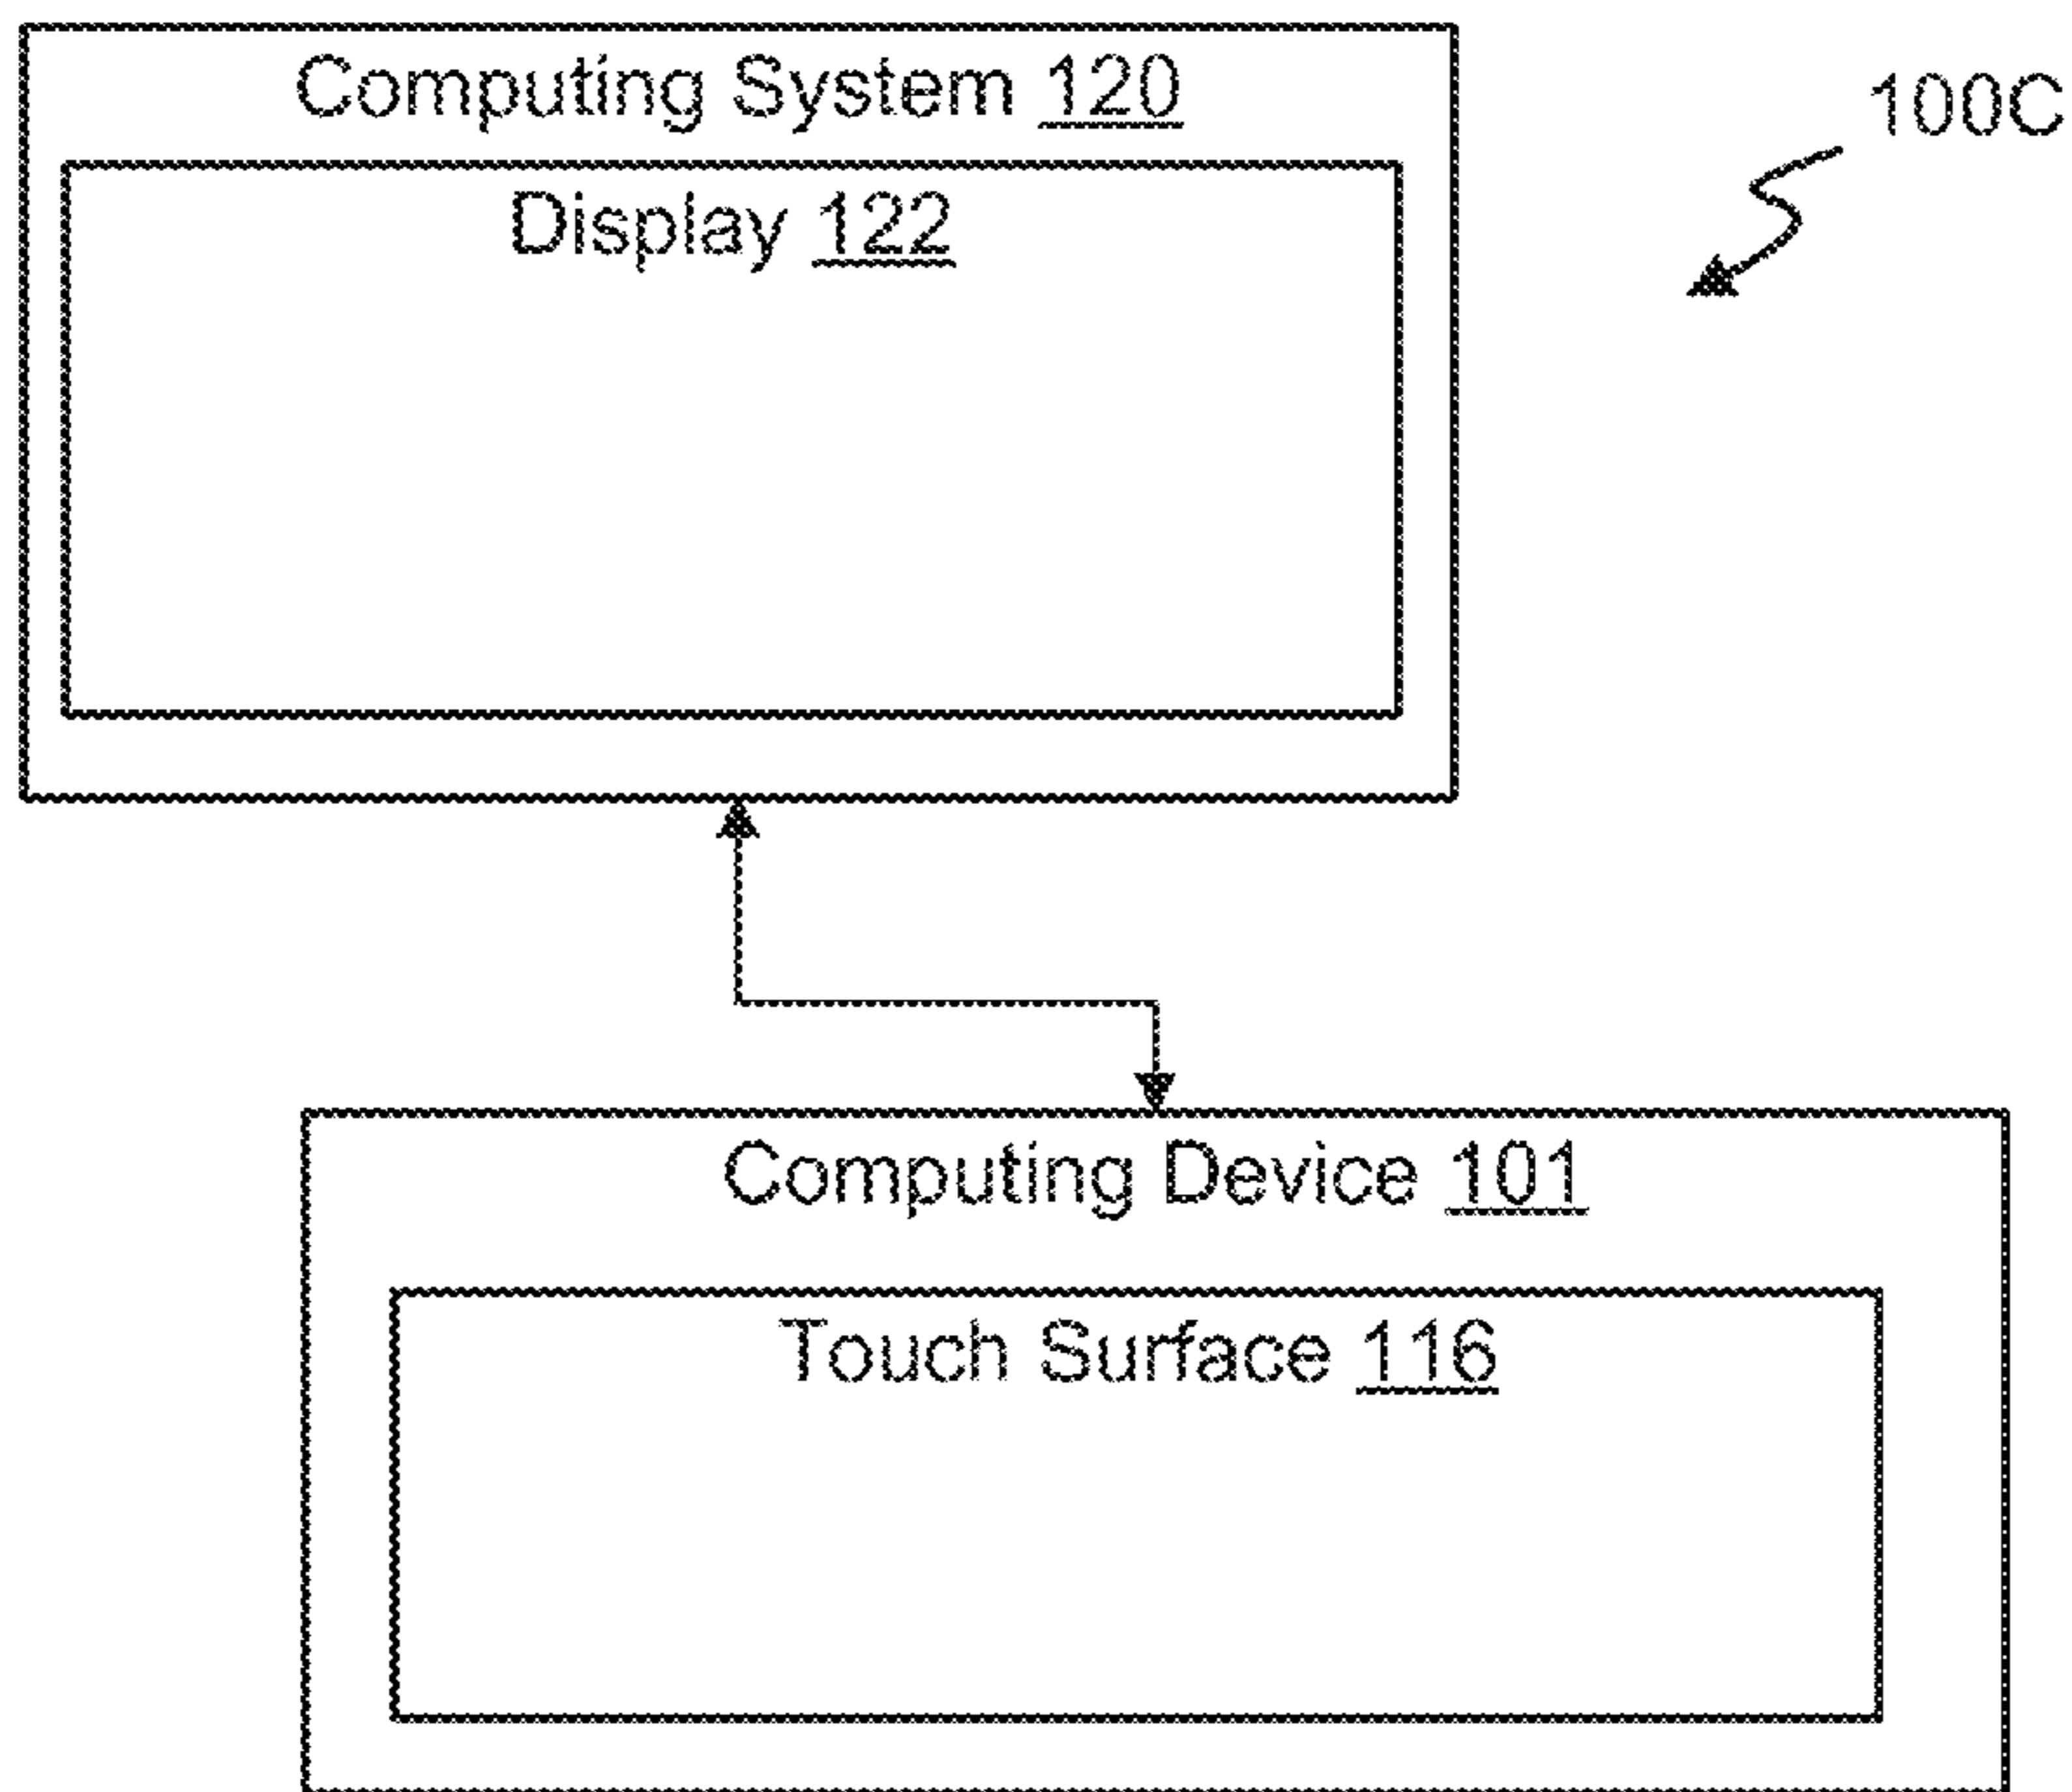 Computing System 120
100C
Display 122
Computing Device 101
Touch Surface 116